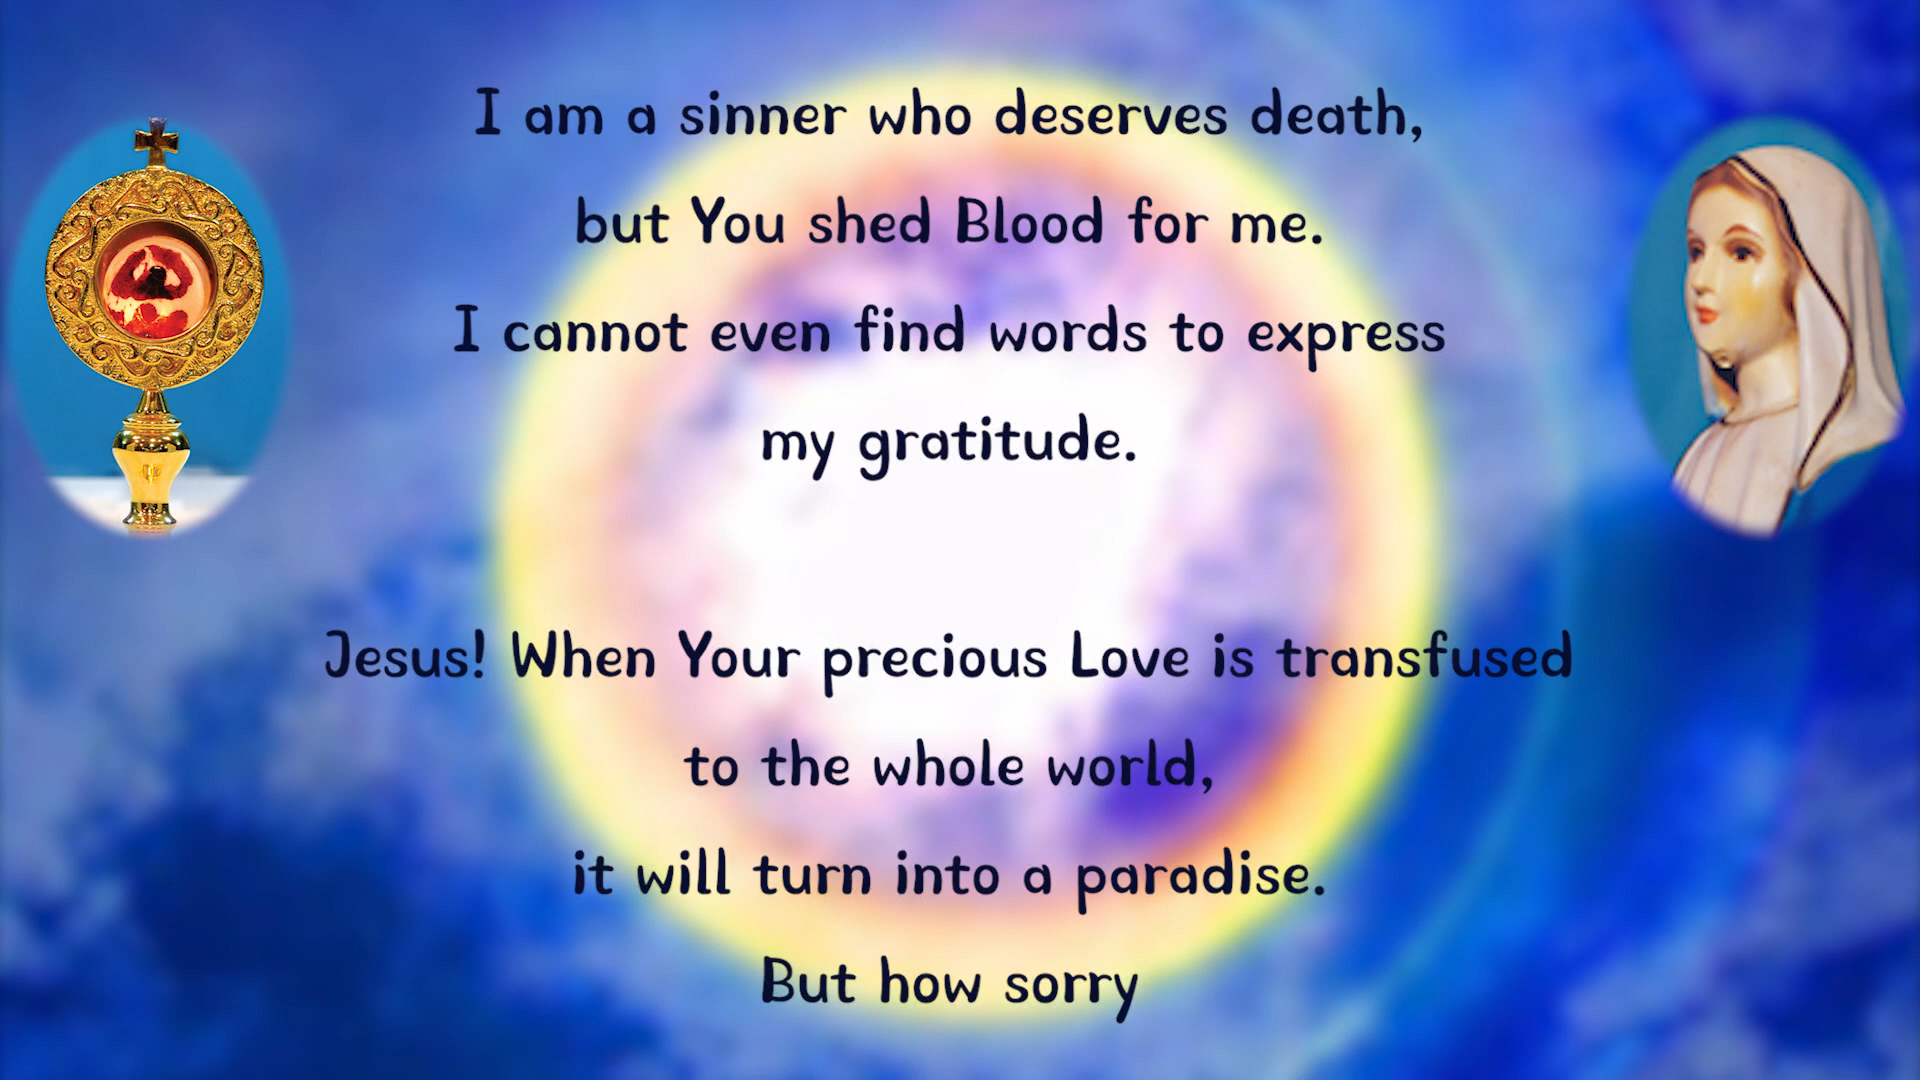 I am a sinner who deserves death,
but You shed Blood for me.
I cannot even find words to express
my gratitude.
Jesus! When Your precious Love is transfused
to the whole world,
it will turn into a paradise.
But how sorry